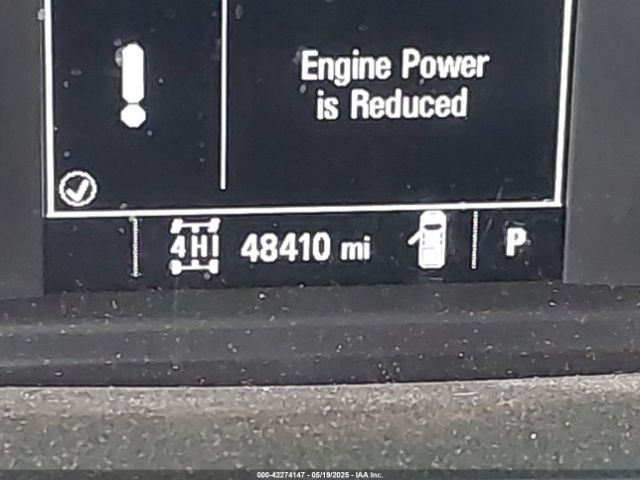 Engine Power
is Reduced
4HI 48410 mi P
000-42274147 - 05/19/2025 - IAA Inc.